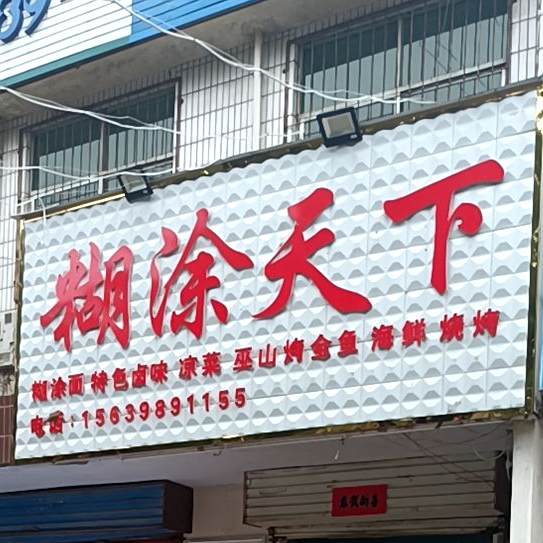 糊涂天下
糊涂面 特色卤味 凉菜 巫山烤全鱼 海鲜 烧烤
电话：15639891155